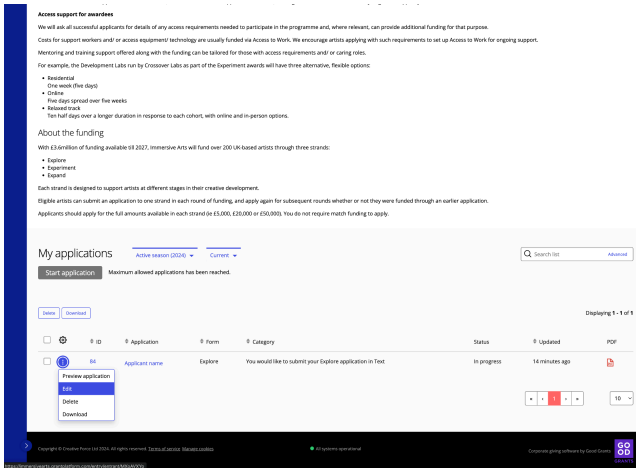 Access support for awardees
We will ask all successful applicants for details of any access requirements needed to participate in the programme and, where relevant, can provide additional funding for that purpose.
Costs for support workers and/ or access equipment/ technology are usually funded via Access to Work. We encourage artists applying with such requirements to set up Access to Work for ongoing support.
Mentoring and training support offered along with the funding can be tailored for those with access requirements and/ or caring roles.
For example, the Development Labs run by Crossover Labs as part of the Experiment awards will have three alternative, flexible options:
• Residential
One week (five days)
• Online
Five days spread over five weeks
• Relaxed track
Ten half days over a longer duration in response to each cohort, with online and in-person options.
About the funding
With £3.6million of funding available till 2027, Immersive Arts will fund over 200 UK-based artists through three strands:
• Explore
• Experiment
• Expand
Each strand is designed to support artists at different stages in their creative development.
Eligible artists can submit an application to one strand in each round of funding, and apply again for subsequent rounds whether or not they were funded through an earlier application.
Applicants should apply for the full amounts available in each strand (ie £5,000, £20,000 or £50,000). You do not require match funding to apply.
My applications Active season (2024) Current Search list Advanced
Start application Maximum allowed applications has been reached.
Delete Download Displaying 1 - 1 of 1
ID Application Form Category Status Updated PDF
84 Applicant name Explore You would like to submit your Explore application in Text In progress 14 minutes ago
Preview application
Edit
Delete
Download
« ‹ 1 › » 10
Copyright © Creative Force Ltd 2024. All rights reserved. Terms of service Manage cookies All systems operational Corporate giving software by Good Grants
GO
OD
GRANTS